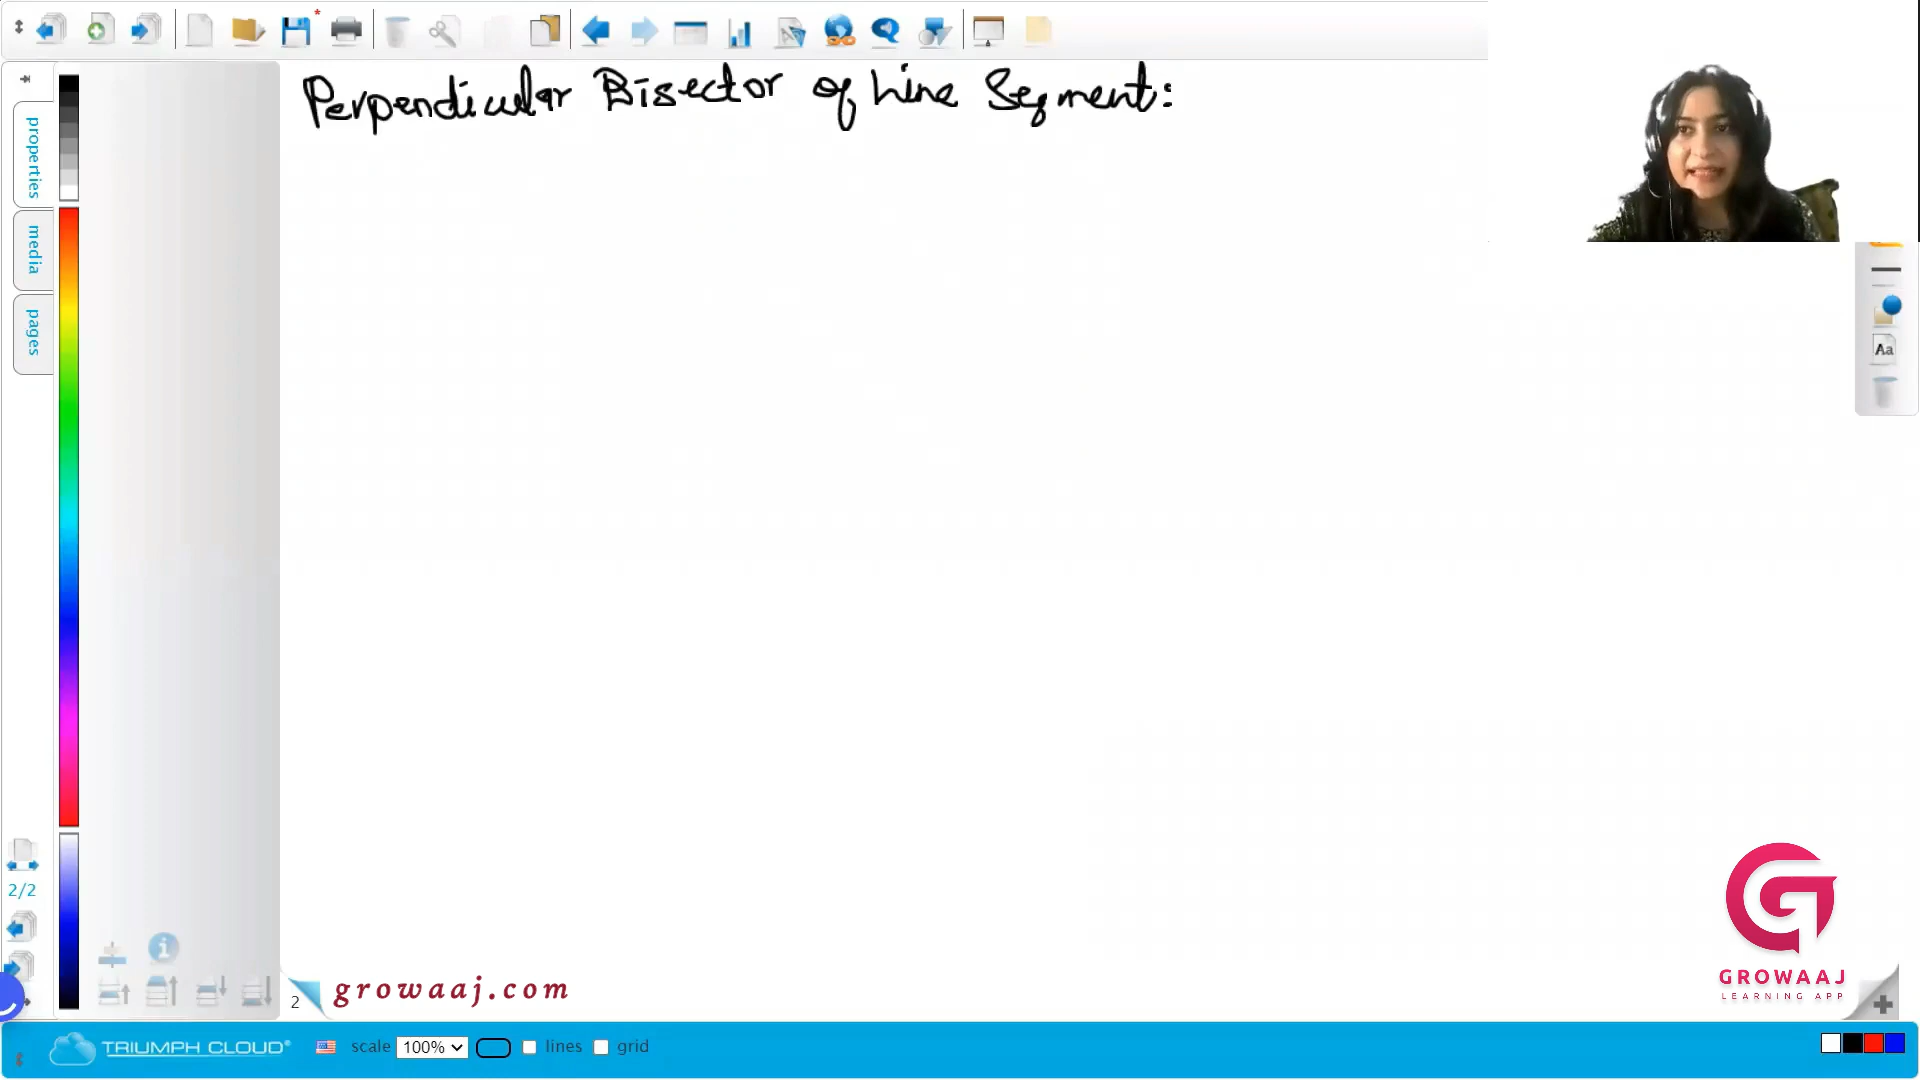 Perpendicular Bisector of Line Segment:
properties
media
pages
Aa
2/2
2
growaaj.com
GROWAAJ
LEARNING APP
TRIUMPH CLOUD
scale 100% lines grid